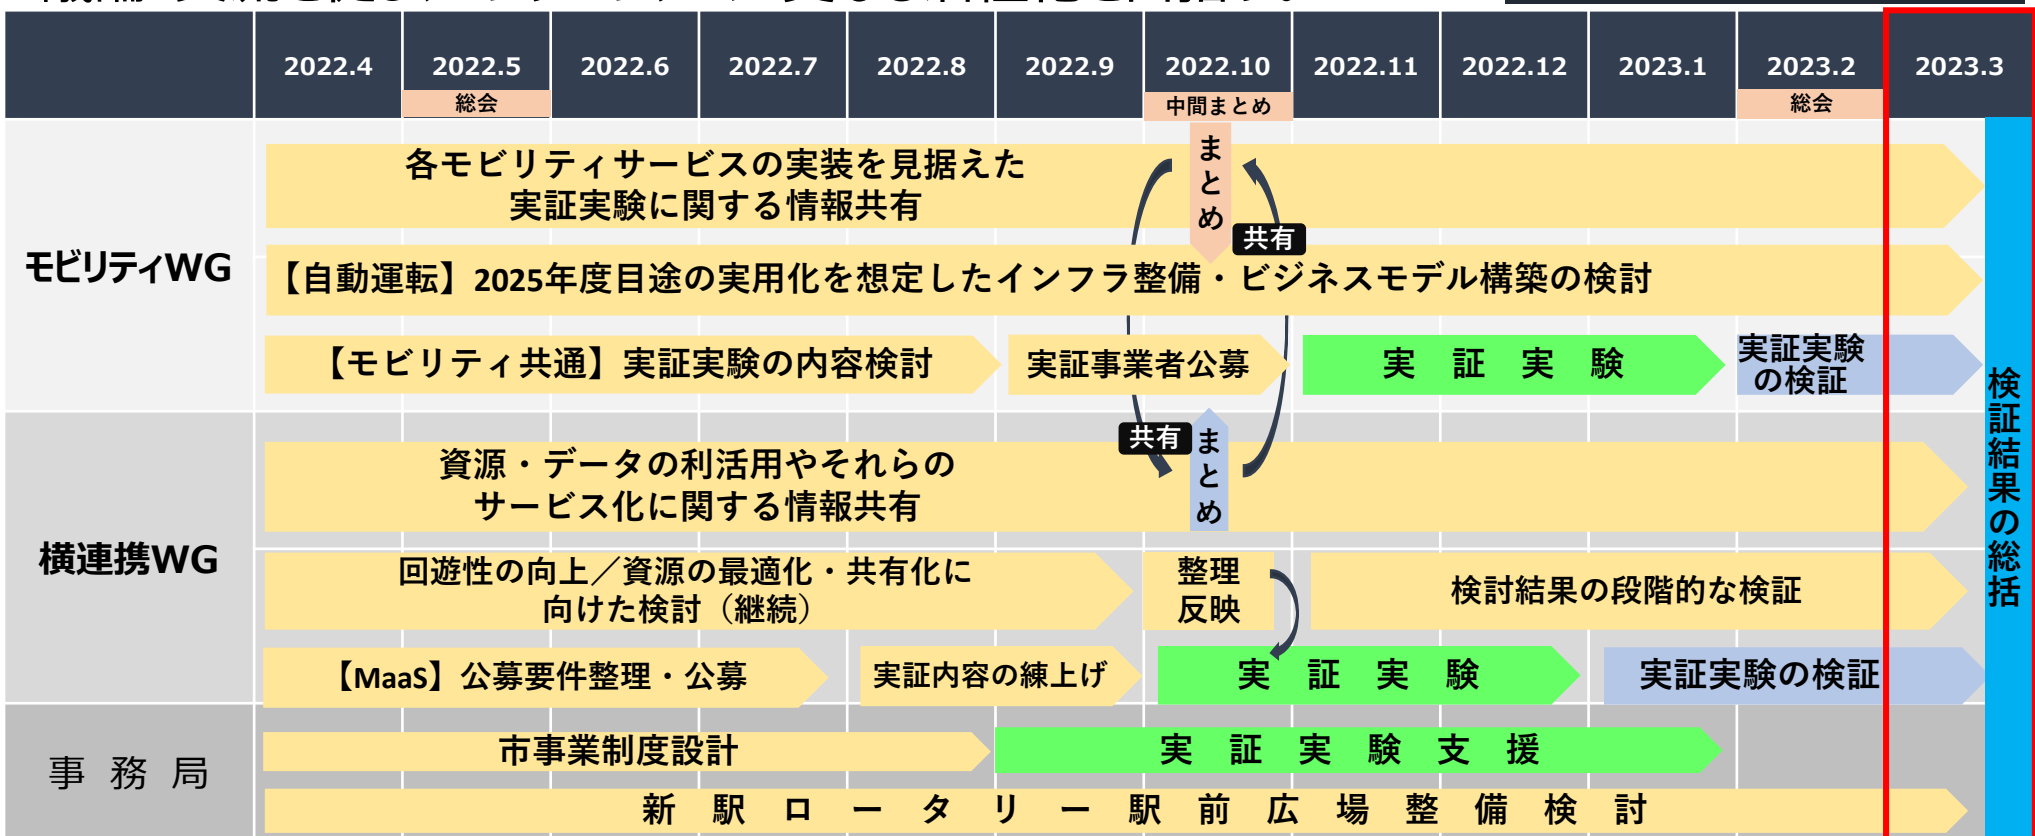 2022.4
2022.5
2022.6
2022.7
2022.8
2022.9
2022.10
2022.11
2022.12
2023.1
2023.2
2023.3
総会
中間まとめ
総会
モビリティWG
各モビリティサービスの実装を見据えた
実証実験に関する情報共有
まとめ
共有
【自動運転】2025年度目途の実用化を想定したインフラ整備・ビジネスモデル構築の検討
【モビリティ共通】実証実験の内容検討
実証事業者公募
実証実験
実証実験
の検証
横連携WG
資源・データの利活用やそれらの
サービス化に関する情報共有
共有
まとめ
回遊性の向上／資源の最適化・共有化に
向けた検討（継続）
整理
反映
検討結果の段階的な検証
【MaaS】公募要件整理・公募
実証内容の練上げ
実証実験
実証実験の検証
事務局
市事業制度設計
実証実験支援
新駅ロータリー駅前広場整備検討
検証結果の総括